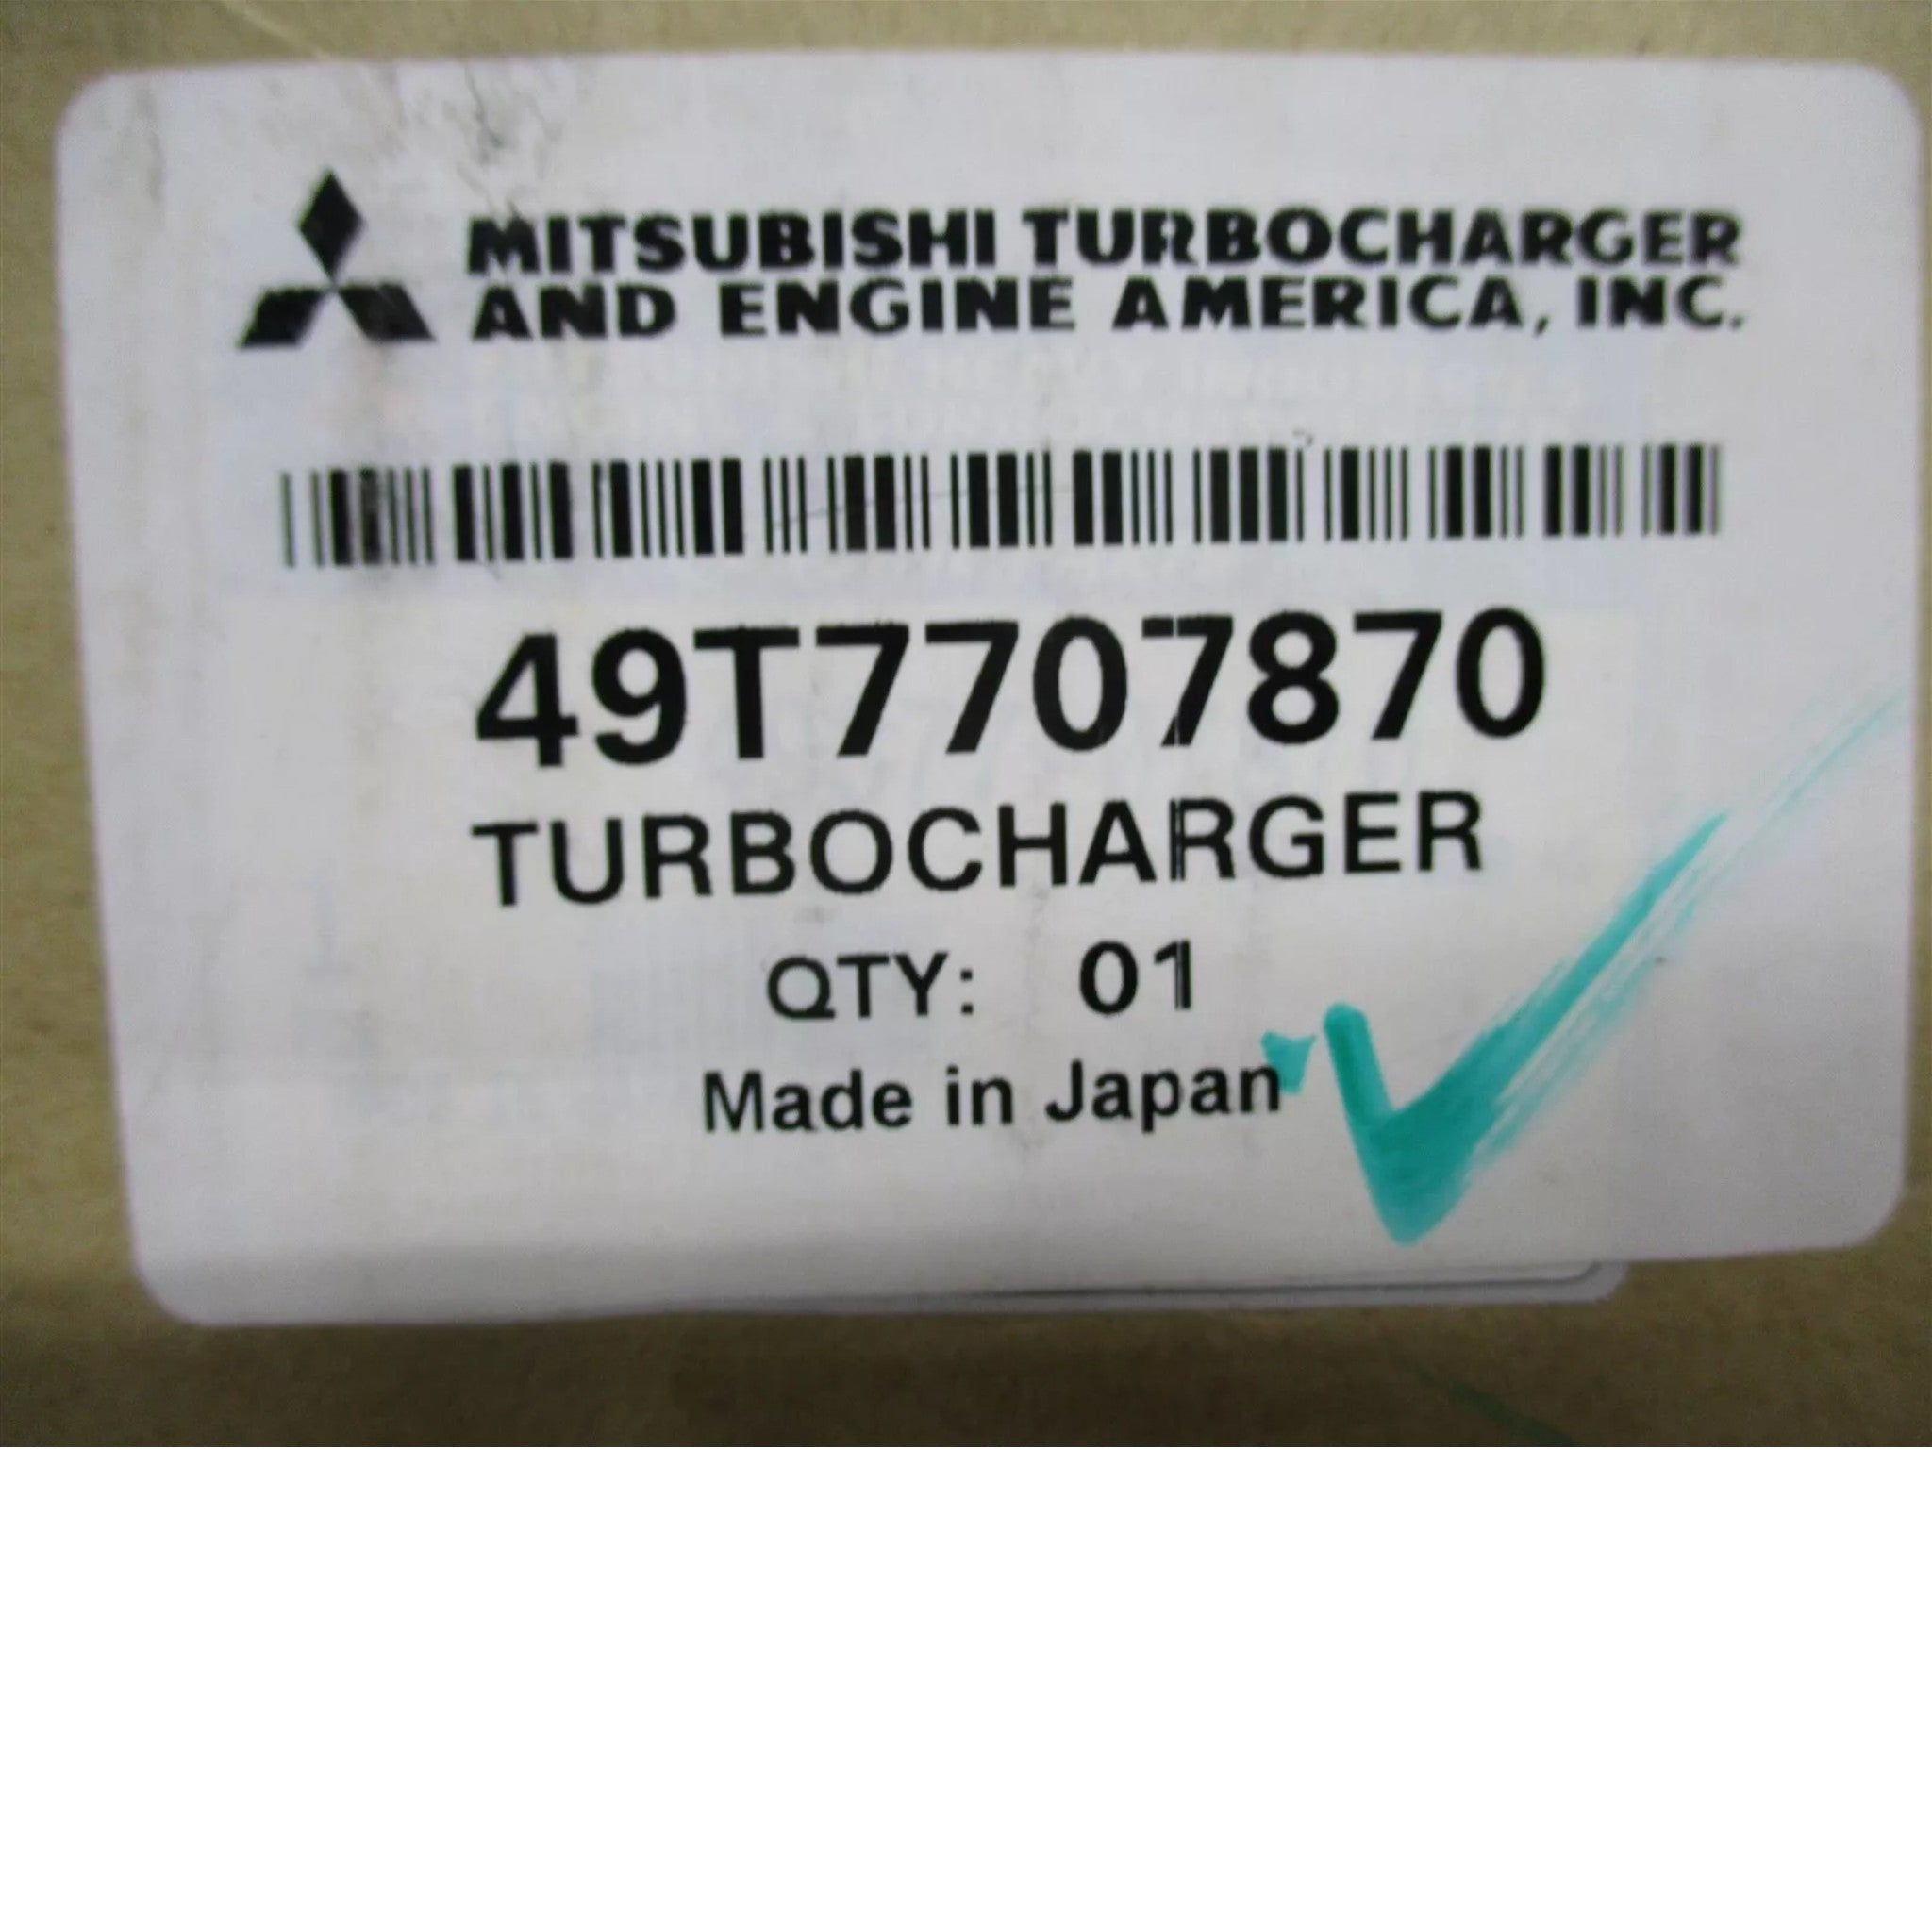 MITSUBISHI TURBOCHARGER
AND ENGINE AMERICA, INC.
49T7707870
TURBOCHARGER
QTY: 01
Made in Japan